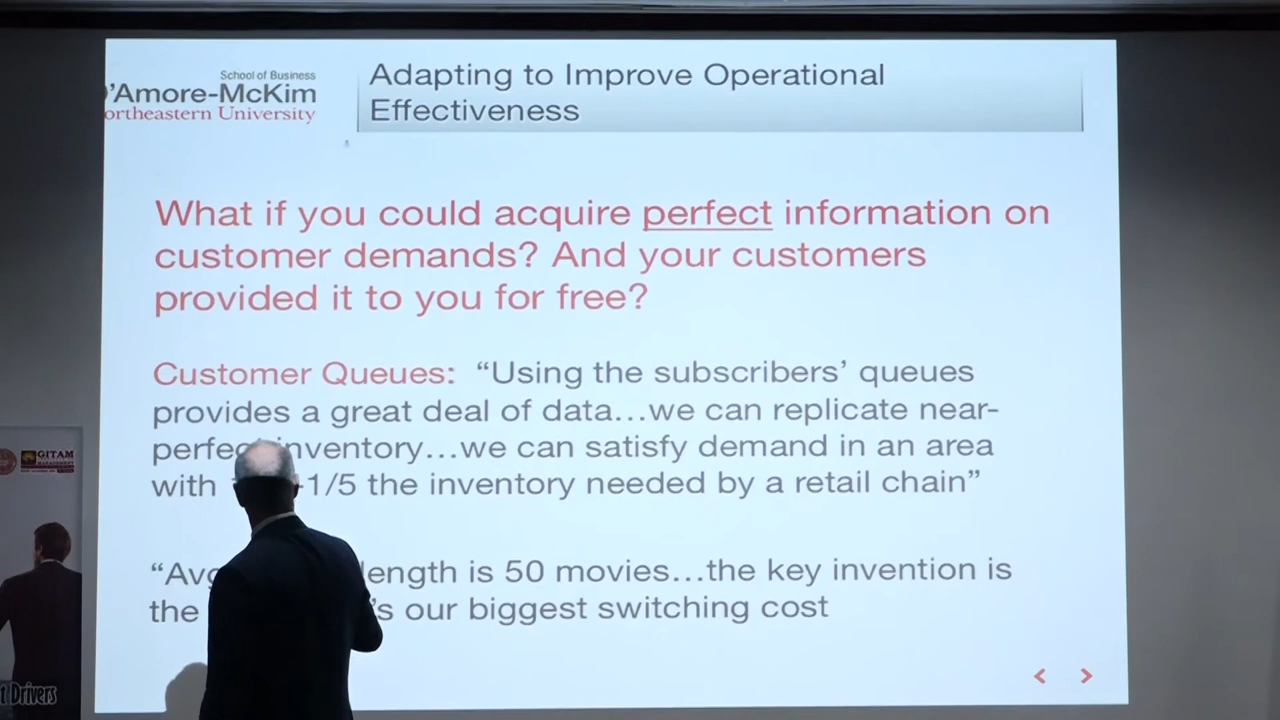 School of Business
'Amore-McKim
ortheastern University
Adapting to Improve Operational
Effectiveness
What if you could acquire perfect information on
customer demands? And your customers
provided it to you for free?
Customer Queues: “Using the subscribers’ queues
provides a great deal of data…we can replicate near-
perfec nventory…we can satisfy demand in an area
with -1/5 the inventory needed by a retail chain”
“Avg length is 50 movies…the key invention is
the ’s our biggest switching cost
< >
GITAM
t Drivers